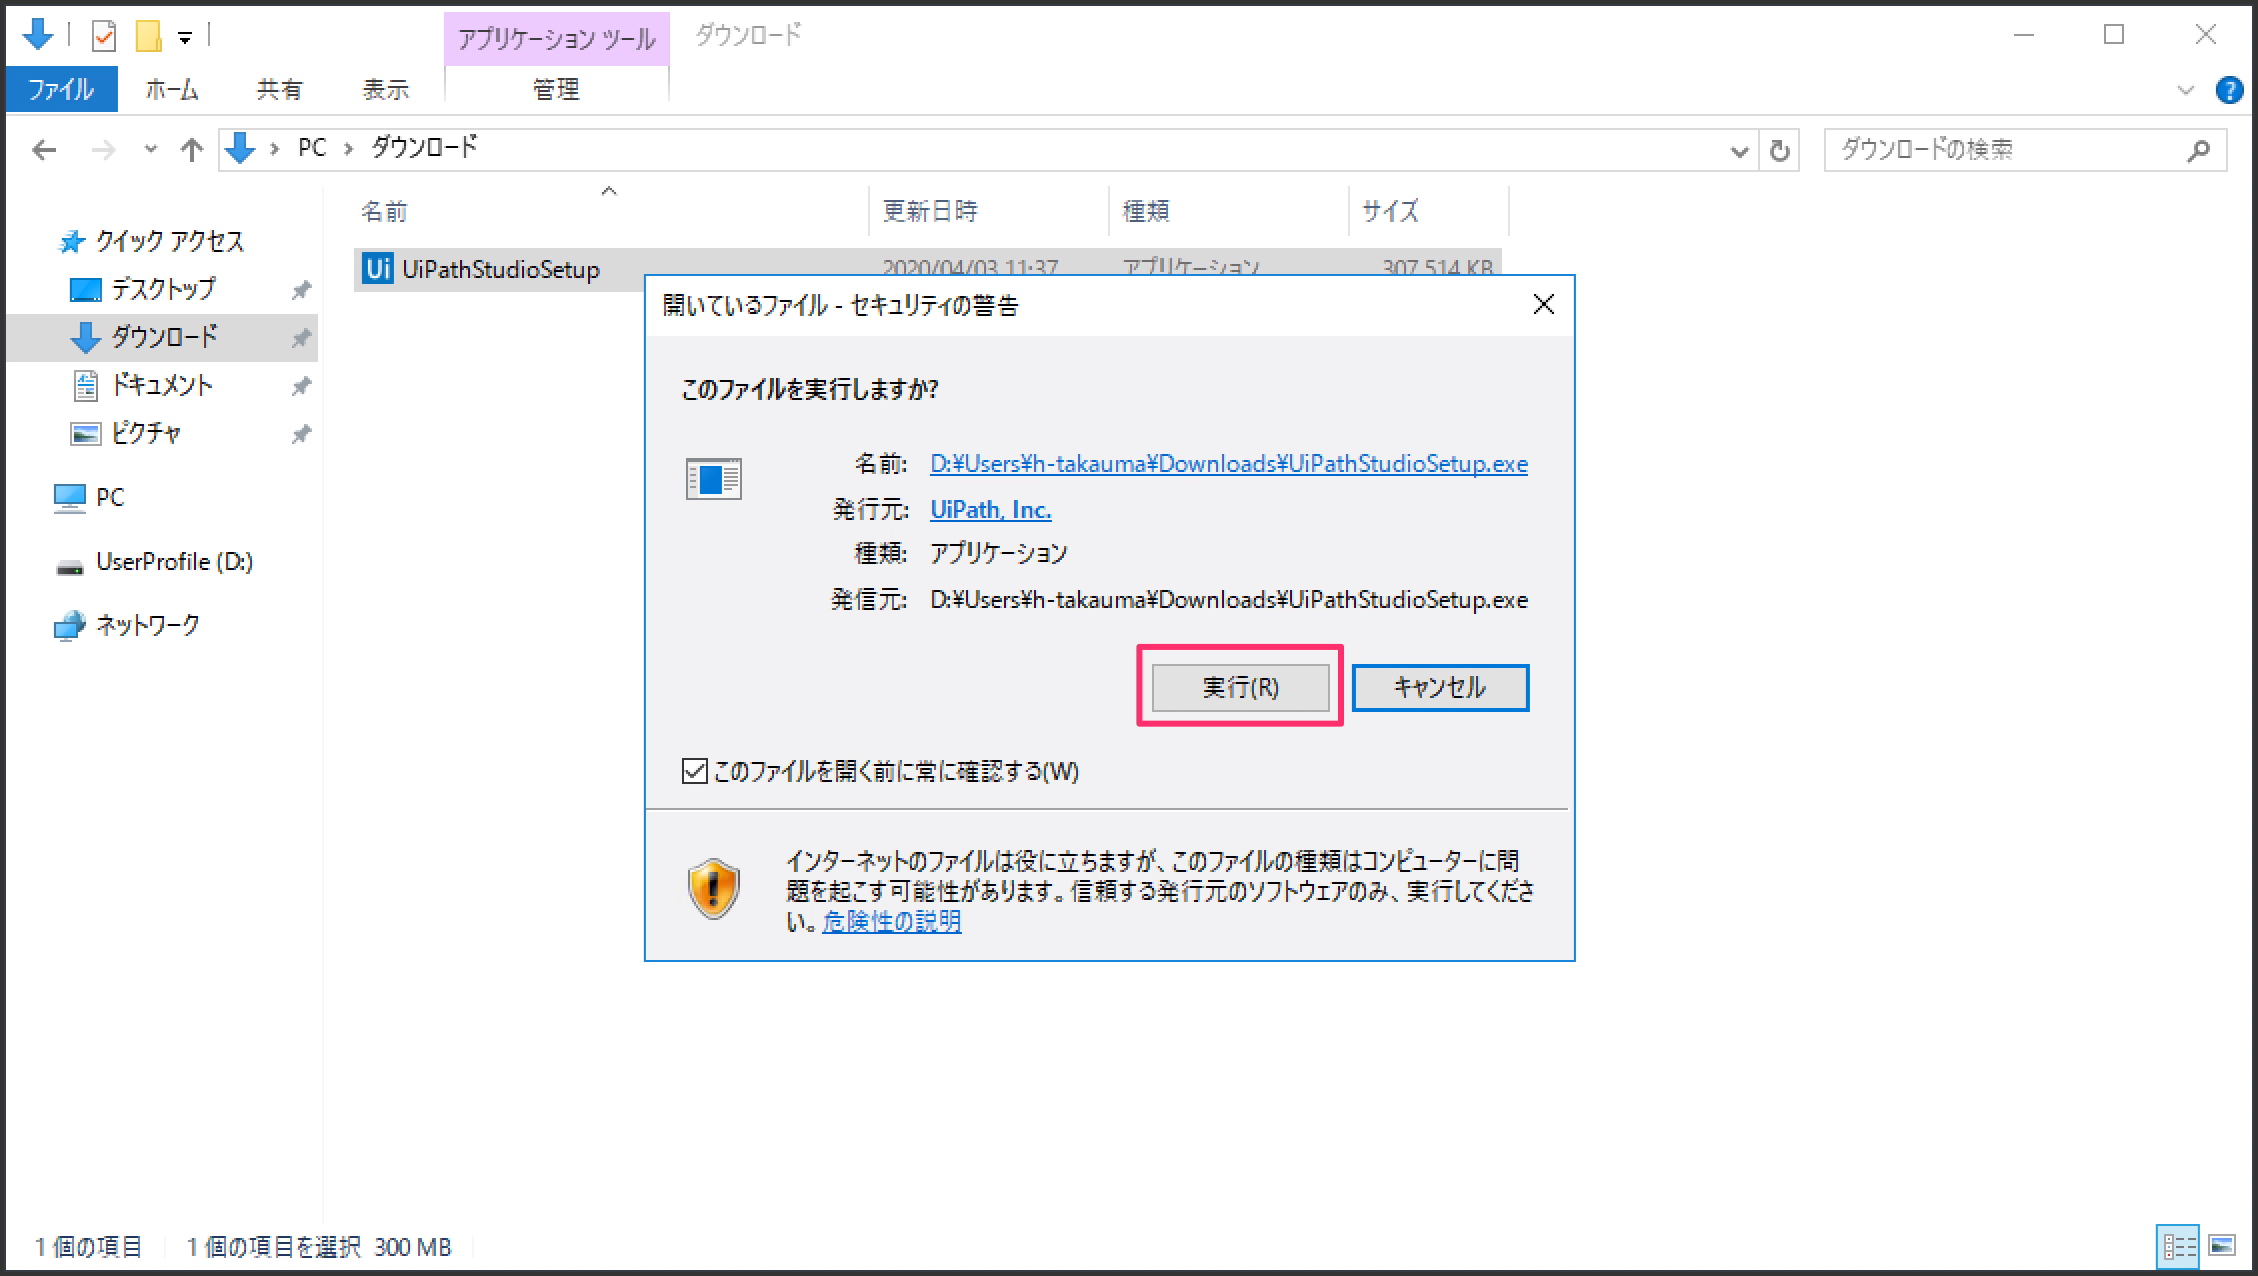 アプリケーション ツール
ダウンロード
ファイル
ホーム
共有
表示
管理
?
PC
ダウンロード
ダウンロードの検索
名前
更新日時
種類
サイズ
クイック アクセス
デスクトップ
ダウンロード
ドキュメント
ピクチャ
PC
UserProfile (D:)
ネットワーク
Ui UiPathStudioSetup 2020/04/03 11:37 アプリケーション 307,514 KB
開いているファイル - セキュリティの警告
このファイルを実行しますか?
名前: D:¥Users¥h-takauma¥Downloads¥UiPathStudioSetup.exe
発行元: UiPath, Inc.
種類: アプリケーション
発信元: D:¥Users¥h-takauma¥Downloads¥UiPathStudioSetup.exe
実行(R)
キャンセル
このファイルを開く前に常に確認する(W)
インターネットのファイルは役に立ちますが、このファイルの種類はコンピューターに問
題を起こす可能性があります。信頼する発行元のソフトウェアのみ、実行してくださ
い。危険性の説明
1 個の項目
1 個の項目を選択 300 MB